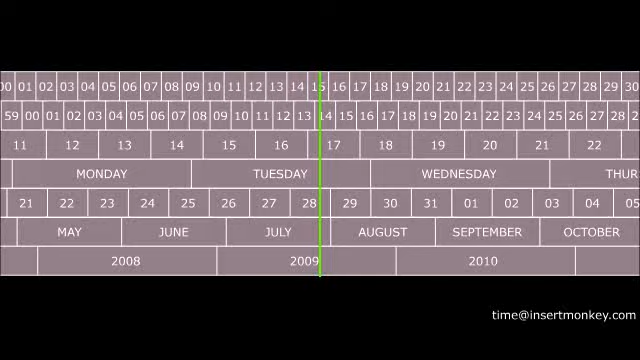 00 01 02 03 04 05 06 07 08 09 10 11 12 13 14 15 16 17 18 19 20 21 22 23 24 25 26 27 28 29 30
59 00 01 02 03 04 05 06 07 08 09 10 11 12 13 14 15 16 17 18 19 20 21 22 23 24 25 26 27 28
11 12 13 14 15 16 17 18 19 20 21 22
MONDAY TUESDAY WEDNESDAY THUR
21 22 23 24 25 26 27 28 29 30 31 01 02 03 04 05
MAY JUNE JULY AUGUST SEPTEMBER OCTOBER
2008 2009 2010
time@insertmonkey.com